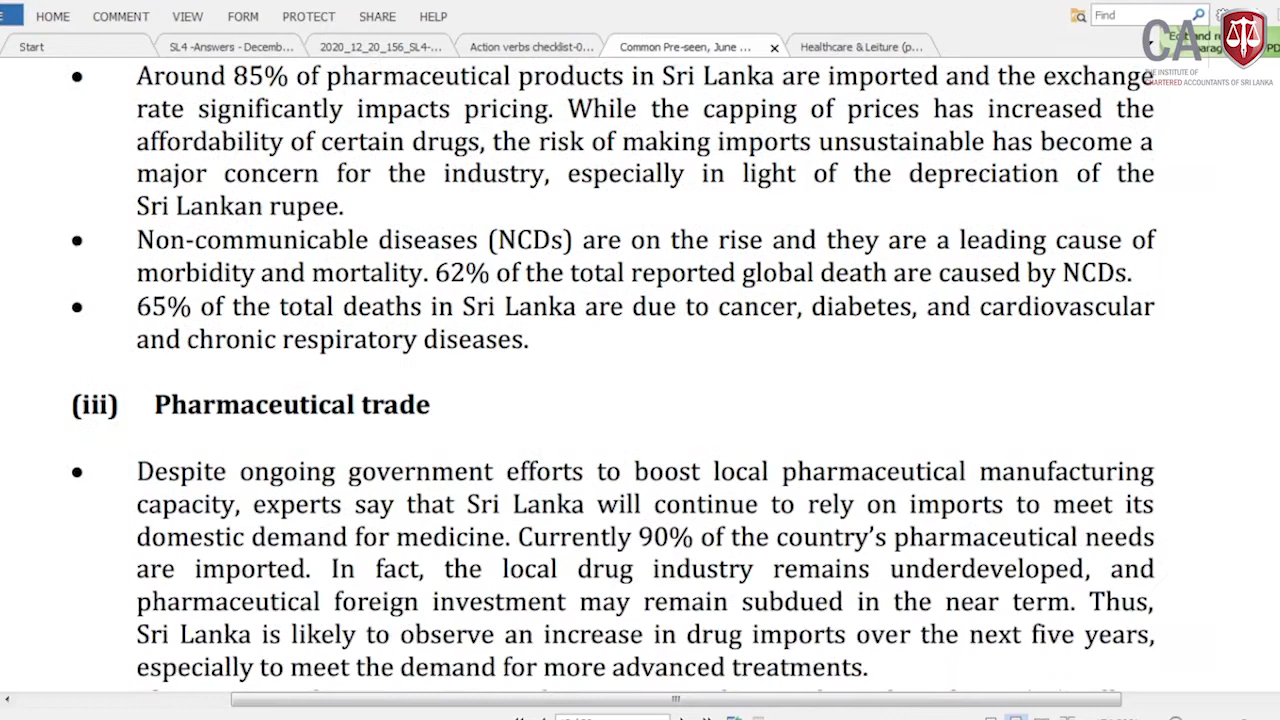 HOME COMMENT VIEW FORM PROTECT SHARE HELP
Find
Start
SL4 -Answers - Decemb...
2020_12_20_156_SL4-...
Action verbs checklist-0...
Common Pre-seen, June ...
Healthcare & Leiture (p...
CA
THE INSTITUTE OF
CHARTERED ACCOUNTANTS OF SRI LANKA
• Around 85% of pharmaceutical products in Sri Lanka are imported and the exchange
rate significantly impacts pricing. While the capping of prices has increased the
affordability of certain drugs, the risk of making imports unsustainable has become a
major concern for the industry, especially in light of the depreciation of the
Sri Lankan rupee.
• Non-communicable diseases (NCDs) are on the rise and they are a leading cause of
morbidity and mortality. 62% of the total reported global death are caused by NCDs.
• 65% of the total deaths in Sri Lanka are due to cancer, diabetes, and cardiovascular
and chronic respiratory diseases.
(iii) Pharmaceutical trade
• Despite ongoing government efforts to boost local pharmaceutical manufacturing
capacity, experts say that Sri Lanka will continue to rely on imports to meet its
domestic demand for medicine. Currently 90% of the country’s pharmaceutical needs
are imported. In fact, the local drug industry remains underdeveloped, and
pharmaceutical foreign investment may remain subdued in the near term. Thus,
Sri Lanka is likely to observe an increase in drug imports over the next five years,
especially to meet the demand for more advanced treatments.